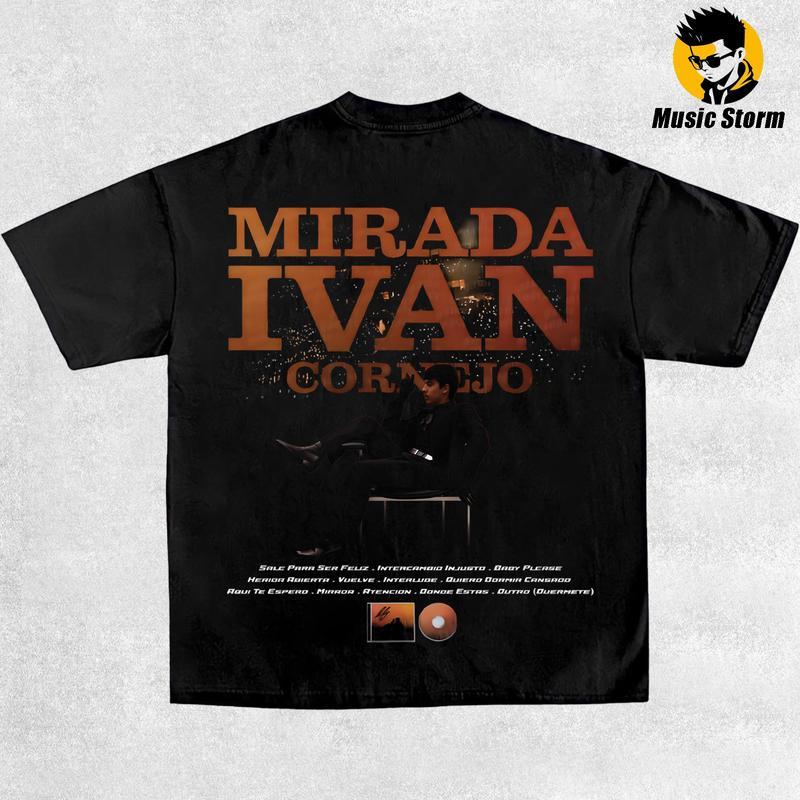 Music Storm
MIRADA
IVAN
CORNEJO
Sale Para Ser Feliz . Intercambio Injusto . Baby Please
Herida Abierta . Vuelve . Interlude . Quiero Dormir Cansado
Aqui Te Espero . Mirada . Atencion . Donde Estas . Outro (Duermete)